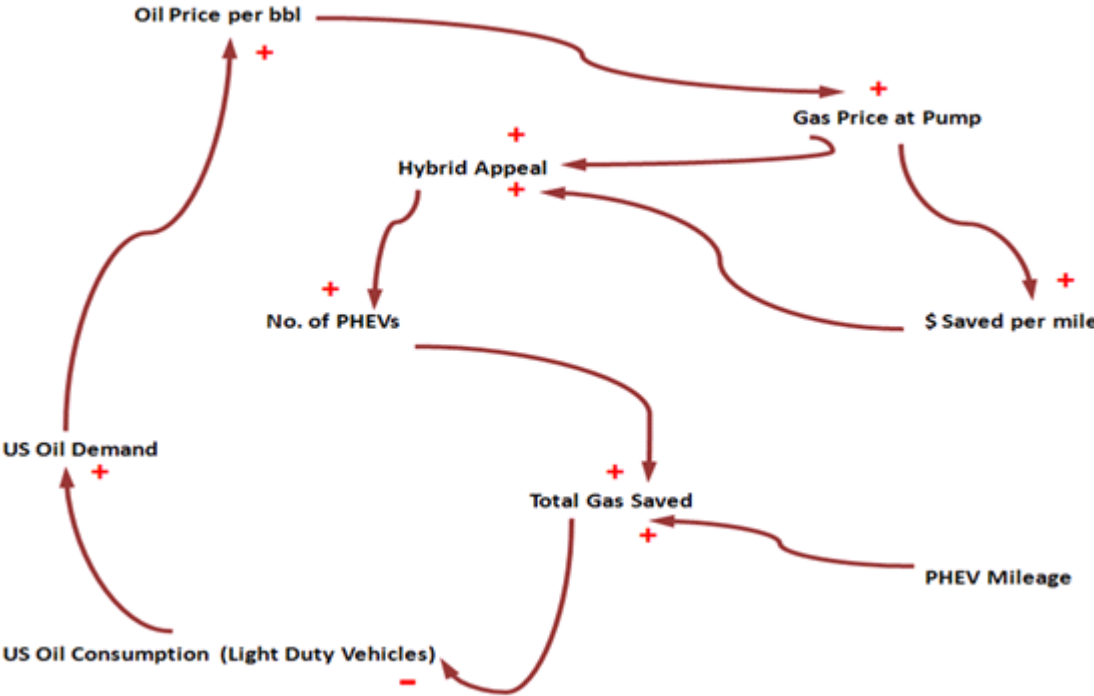 Oil Price per bbl
+
+
Gas Price at Pump
+
Hybrid Appeal
+
+
+
No. of PHEVs
$ Saved per mile
US Oil Demand
+
+
Total Gas Saved
+
PHEV Mileage
US Oil Consumption (Light Duty Vehicles)
-